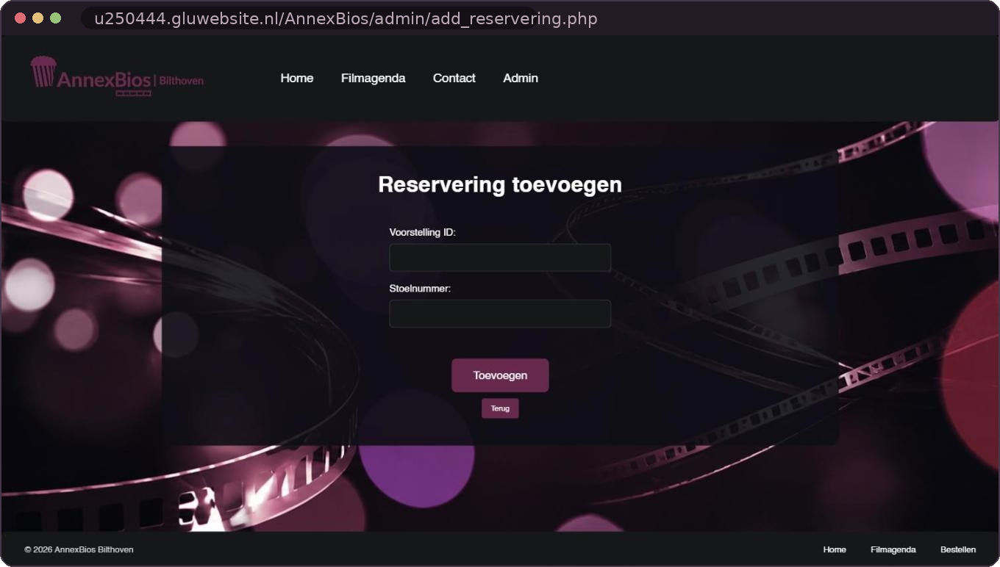 u250444.gluwebsite.nl/AnnexBios/admin/add_reservering.php
AnnexBios | Bilthoven
Home Filmagenda Contact Admin
Reservering toevoegen
Voorstelling ID:
Stoelnummer:
Toevoegen
Terug
© 2026 AnnexBios Bilthoven
Home Filmagenda Bestellen